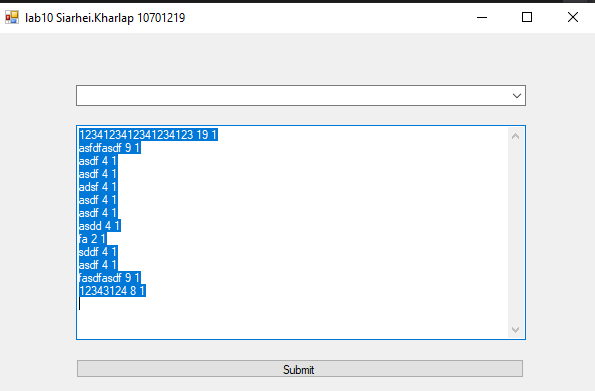 lab10 Siarhei.Kharlap 10701219
1234123412341234123 19 1
asfdfasdf 9 1
asdf 4 1
asdf 4 1
adsf 4 1
asdf 4 1
asdf 4 1
asdd 4 1
fa 2 1
sddf 4 1
asdf 4 1
fasdfasdf 9 1
12343124 8 1
Submit